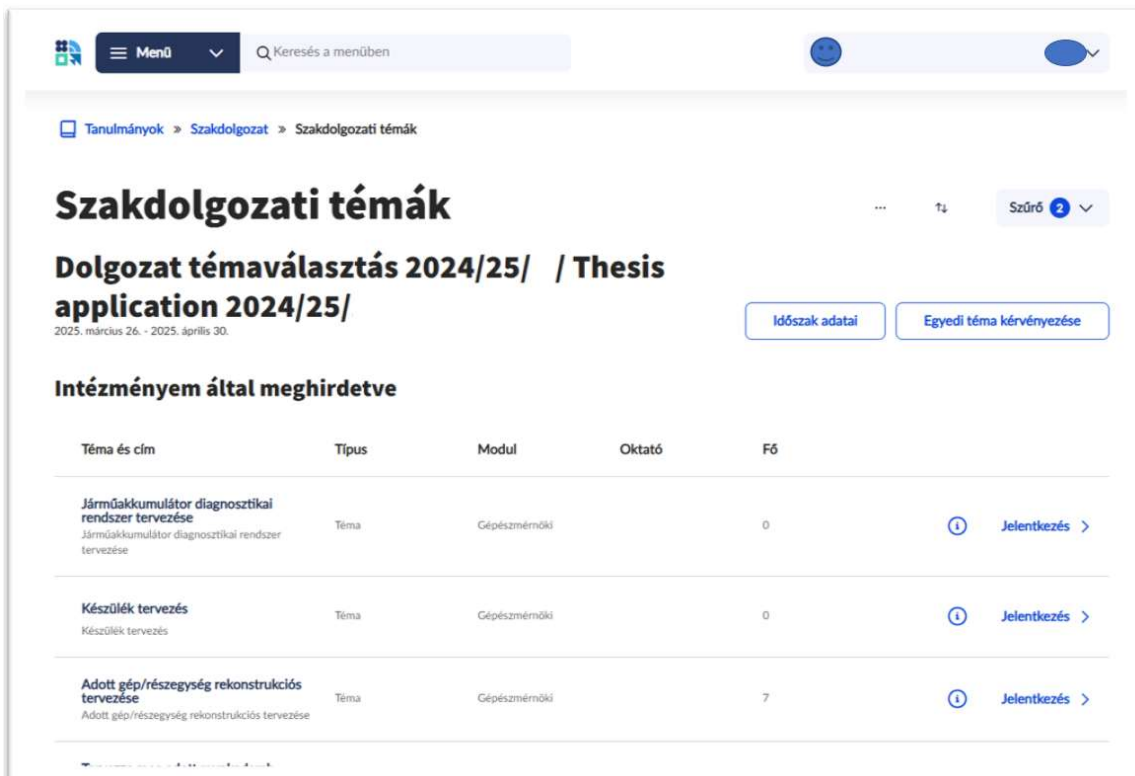 Menü
Keresés a menüben
Tanulmányok » Szakdolgozat » Szakdolgozati témák
Szakdolgozati témák
... Szűrő 2
Dolgozat témaválasztás 2024/25/ / Thesis
application 2024/25/
2025. március 26. - 2025. április 30.
Időszak adatai Egyedi téma kérvényezése
Intézményem által meghirdetve
Téma és cím Típus Modul Oktató Fő
Járműakkumulátor diagnosztikai
rendszer tervezése
Járműakkumulátor diagnosztikai rendszer
tervezése
Téma Gépészmérnöki 0 Jelentkezés
Készülék tervezés
Készülék tervezés
Téma Gépészmérnöki 0 Jelentkezés
Adott gép/részegység rekonstrukciós
tervezése
Adott gép/részegység rekonstrukciós tervezése
Téma Gépészmérnöki 7 Jelentkezés